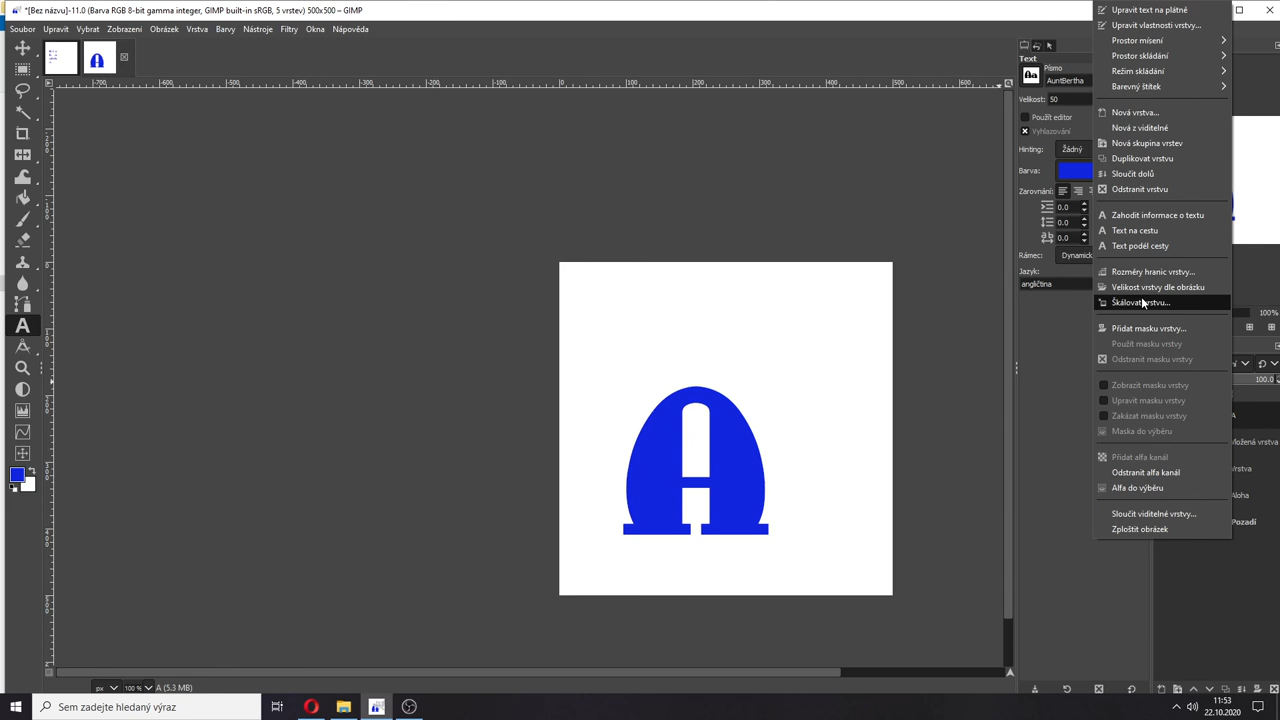 *[Bez názvu]-11.0 (Barva RGB 8-bit gamma integer, GIMP built-in sRGB, 5 vrstev) 500x500 – GIMP
Soubor Upravit Vybrat Zobrazení Obrázek Vrstva Barvy Nástroje Filtry Okna Nápověda
Text
Písmo
AuntBertha
Velikost: 50
Použít editor
Vyhlazování
Hinting: Žádný
Barva:
Zarovnání:
0.0
0.0
0.0
Rámec: Dynamick
Jazyk:
angličtina
Upravit text na plátně
Upravit vlastnosti vrstvy...
Prostor mísení
Prostor skládání
Režim skládání
Barevný štítek
Nová vrstva...
Nová z viditelné
Nová skupina vrstev
Duplikovat vrstvu
Sloučit dolů
Odstranit vrstvu
Zahodit informace o textu
Text na cestu
Text podél cesty
Rozměry hranic vrstvy...
Velikost vrstvy dle obrázku
Škálovat vrstvu...
Přidat masku vrstvy...
Použít masku vrstvy
Odstranit masku vrstvy
Zobrazit masku vrstvy
Upravit masku vrstvy
Zakázat masku vrstvy
Maska do výběru
Přidat alfa kanál
Odstranit alfa kanál
Alfa do výběru
Sloučit viditelné vrstvy...
Zploštit obrázek
100%
100.0
A
ožená vrstva
Vrstva
Aloha
Pozadí
A
px 100 % A (5.3 MB)
Sem zadejte hledaný výraz
11:53
22.10.2020